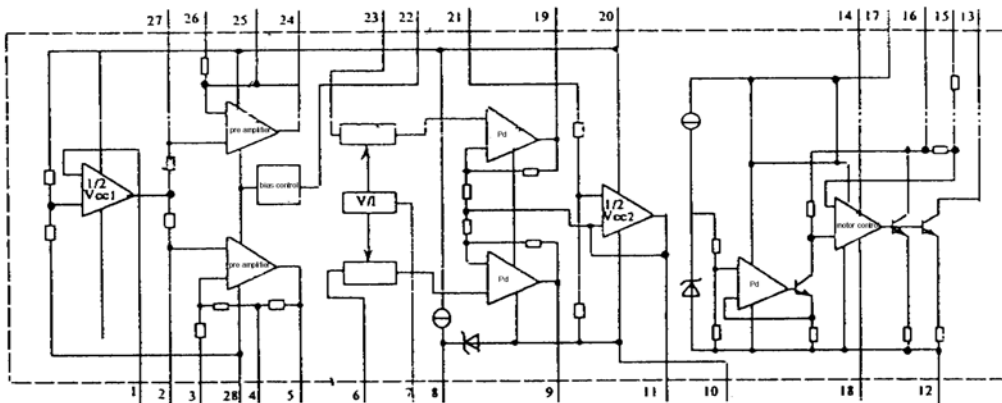 27 26 25 24 23 22 21 19 20 14 17 16 15 13
pre amplifier
Pd
1/2
Vcc1
bias control
V/I
1/2
Vcc2
motor control
pre amplifier
Pd
Pd
1 2 3 28 4 5 6 7 8 9 11 10 18 12